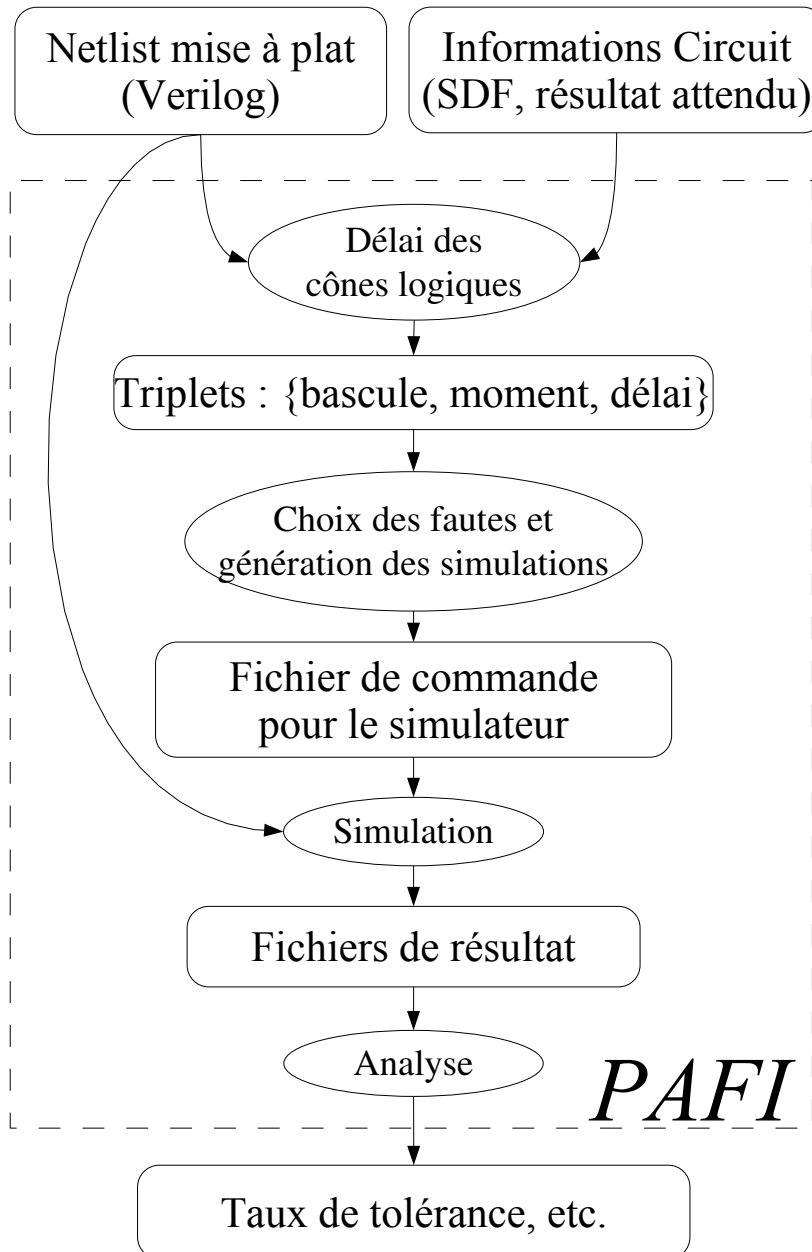 Netlist mise à plat
(Verilog)
Informations Circuit
(SDF, résultat attendu)
Délai des
cônes logiques
Triplets : {bascule, moment, délai}
Choix des fautes et
génération des simulations
Fichier de commande
pour le simulateur
Simulation
Fichiers de résultat
Analyse
PAFI
Taux de tolérance, etc.